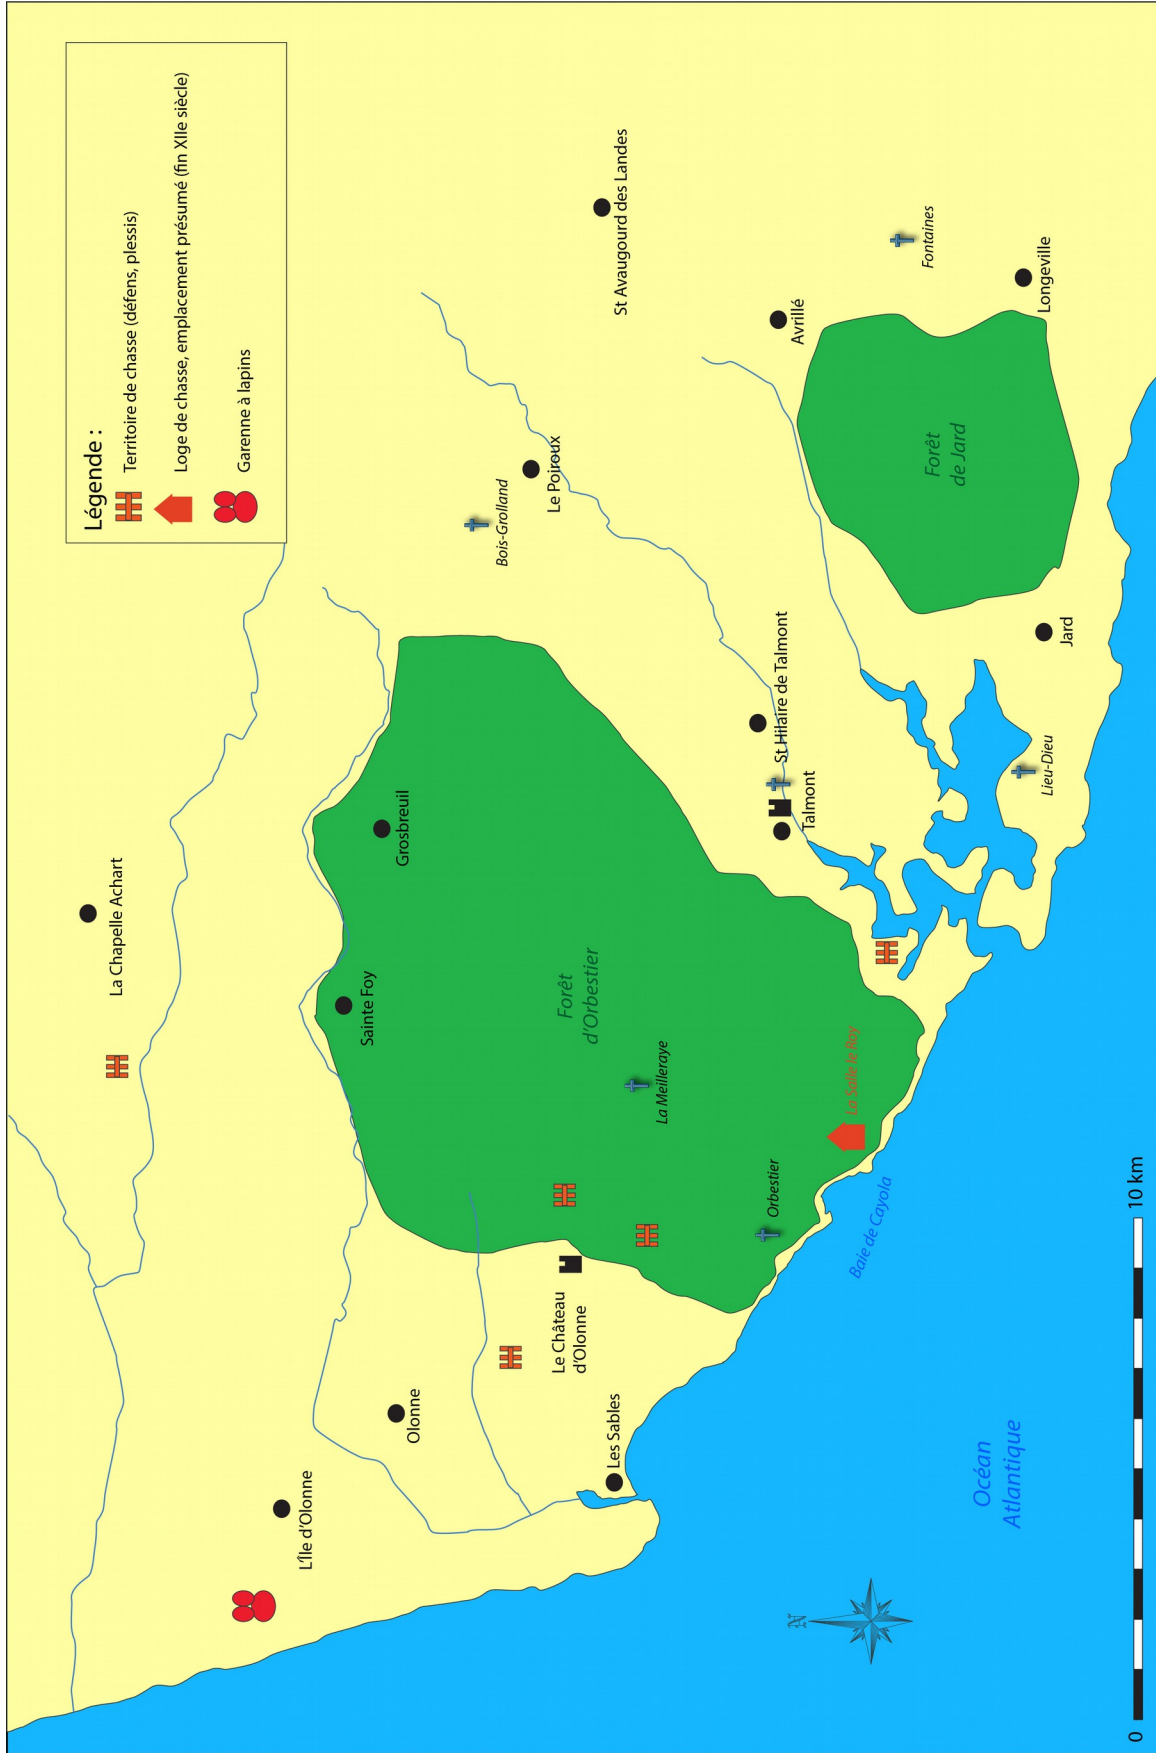 Légende :
Territoire de chasse (défens, plessis)
Loge de chasse, emplacement présumé (fin XIIe siècle)
Garenne à lapins
La Chapelle Achart
Sainte Foy
Grosbreuil
L'Île d'Olonne
Olonne
Le Château
d'Olonne
Les Sables
Forêt
d'Orbestier
La Meilleraye
Orbestier
La Salle le Roy
Baie de Cayola
Bois-Grolland
Le Poiroux
St Avaugourd des Landes
St Hilaire de Talmont
Talmont
Avrillé
Forêt
de Jard
Fontaines
Longeville
Jard
Lieu-Dieu
Océan
Atlantique
N
0
10 km